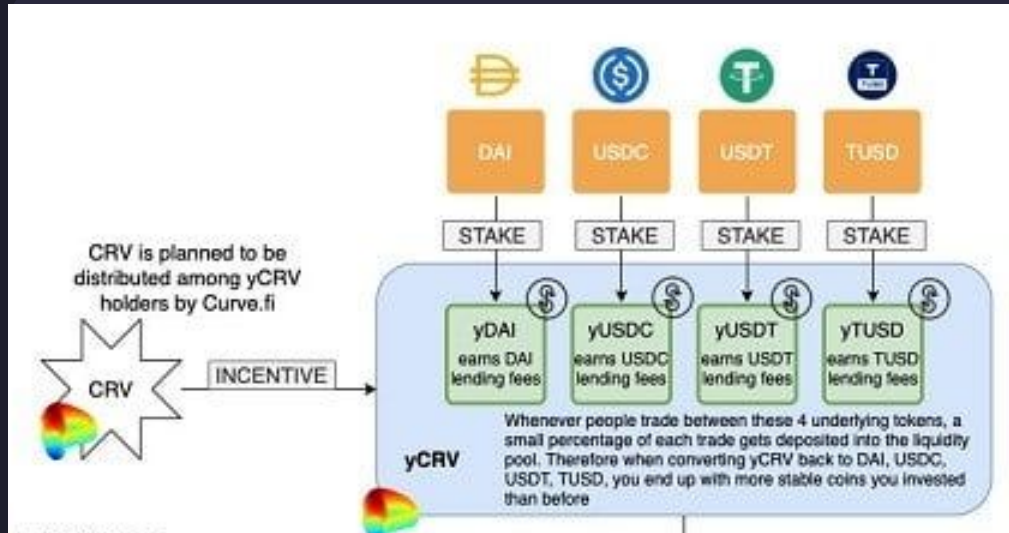 T
TUSD
DAI
USDC
USDT
TUSD
STAKE
STAKE
STAKE
STAKE
CRV is planned to be
distributed among yCRV
holders by Curve.fi
CRV
INCENTIVE
yDAI
earns DAI
lending fees
yUSDC
earns USDC
lending fees
yUSDT
earns USDT
lending fees
yTUSD
earns TUSD
lending fees
yCRV
Whenever people trade between these 4 underlying tokens, a
small percentage of each trade gets deposited into the liquidity
pool. Therefore when converting yCRV back to DAI, USDC,
USDT, TUSD, you end up with more stable coins you invested
than before